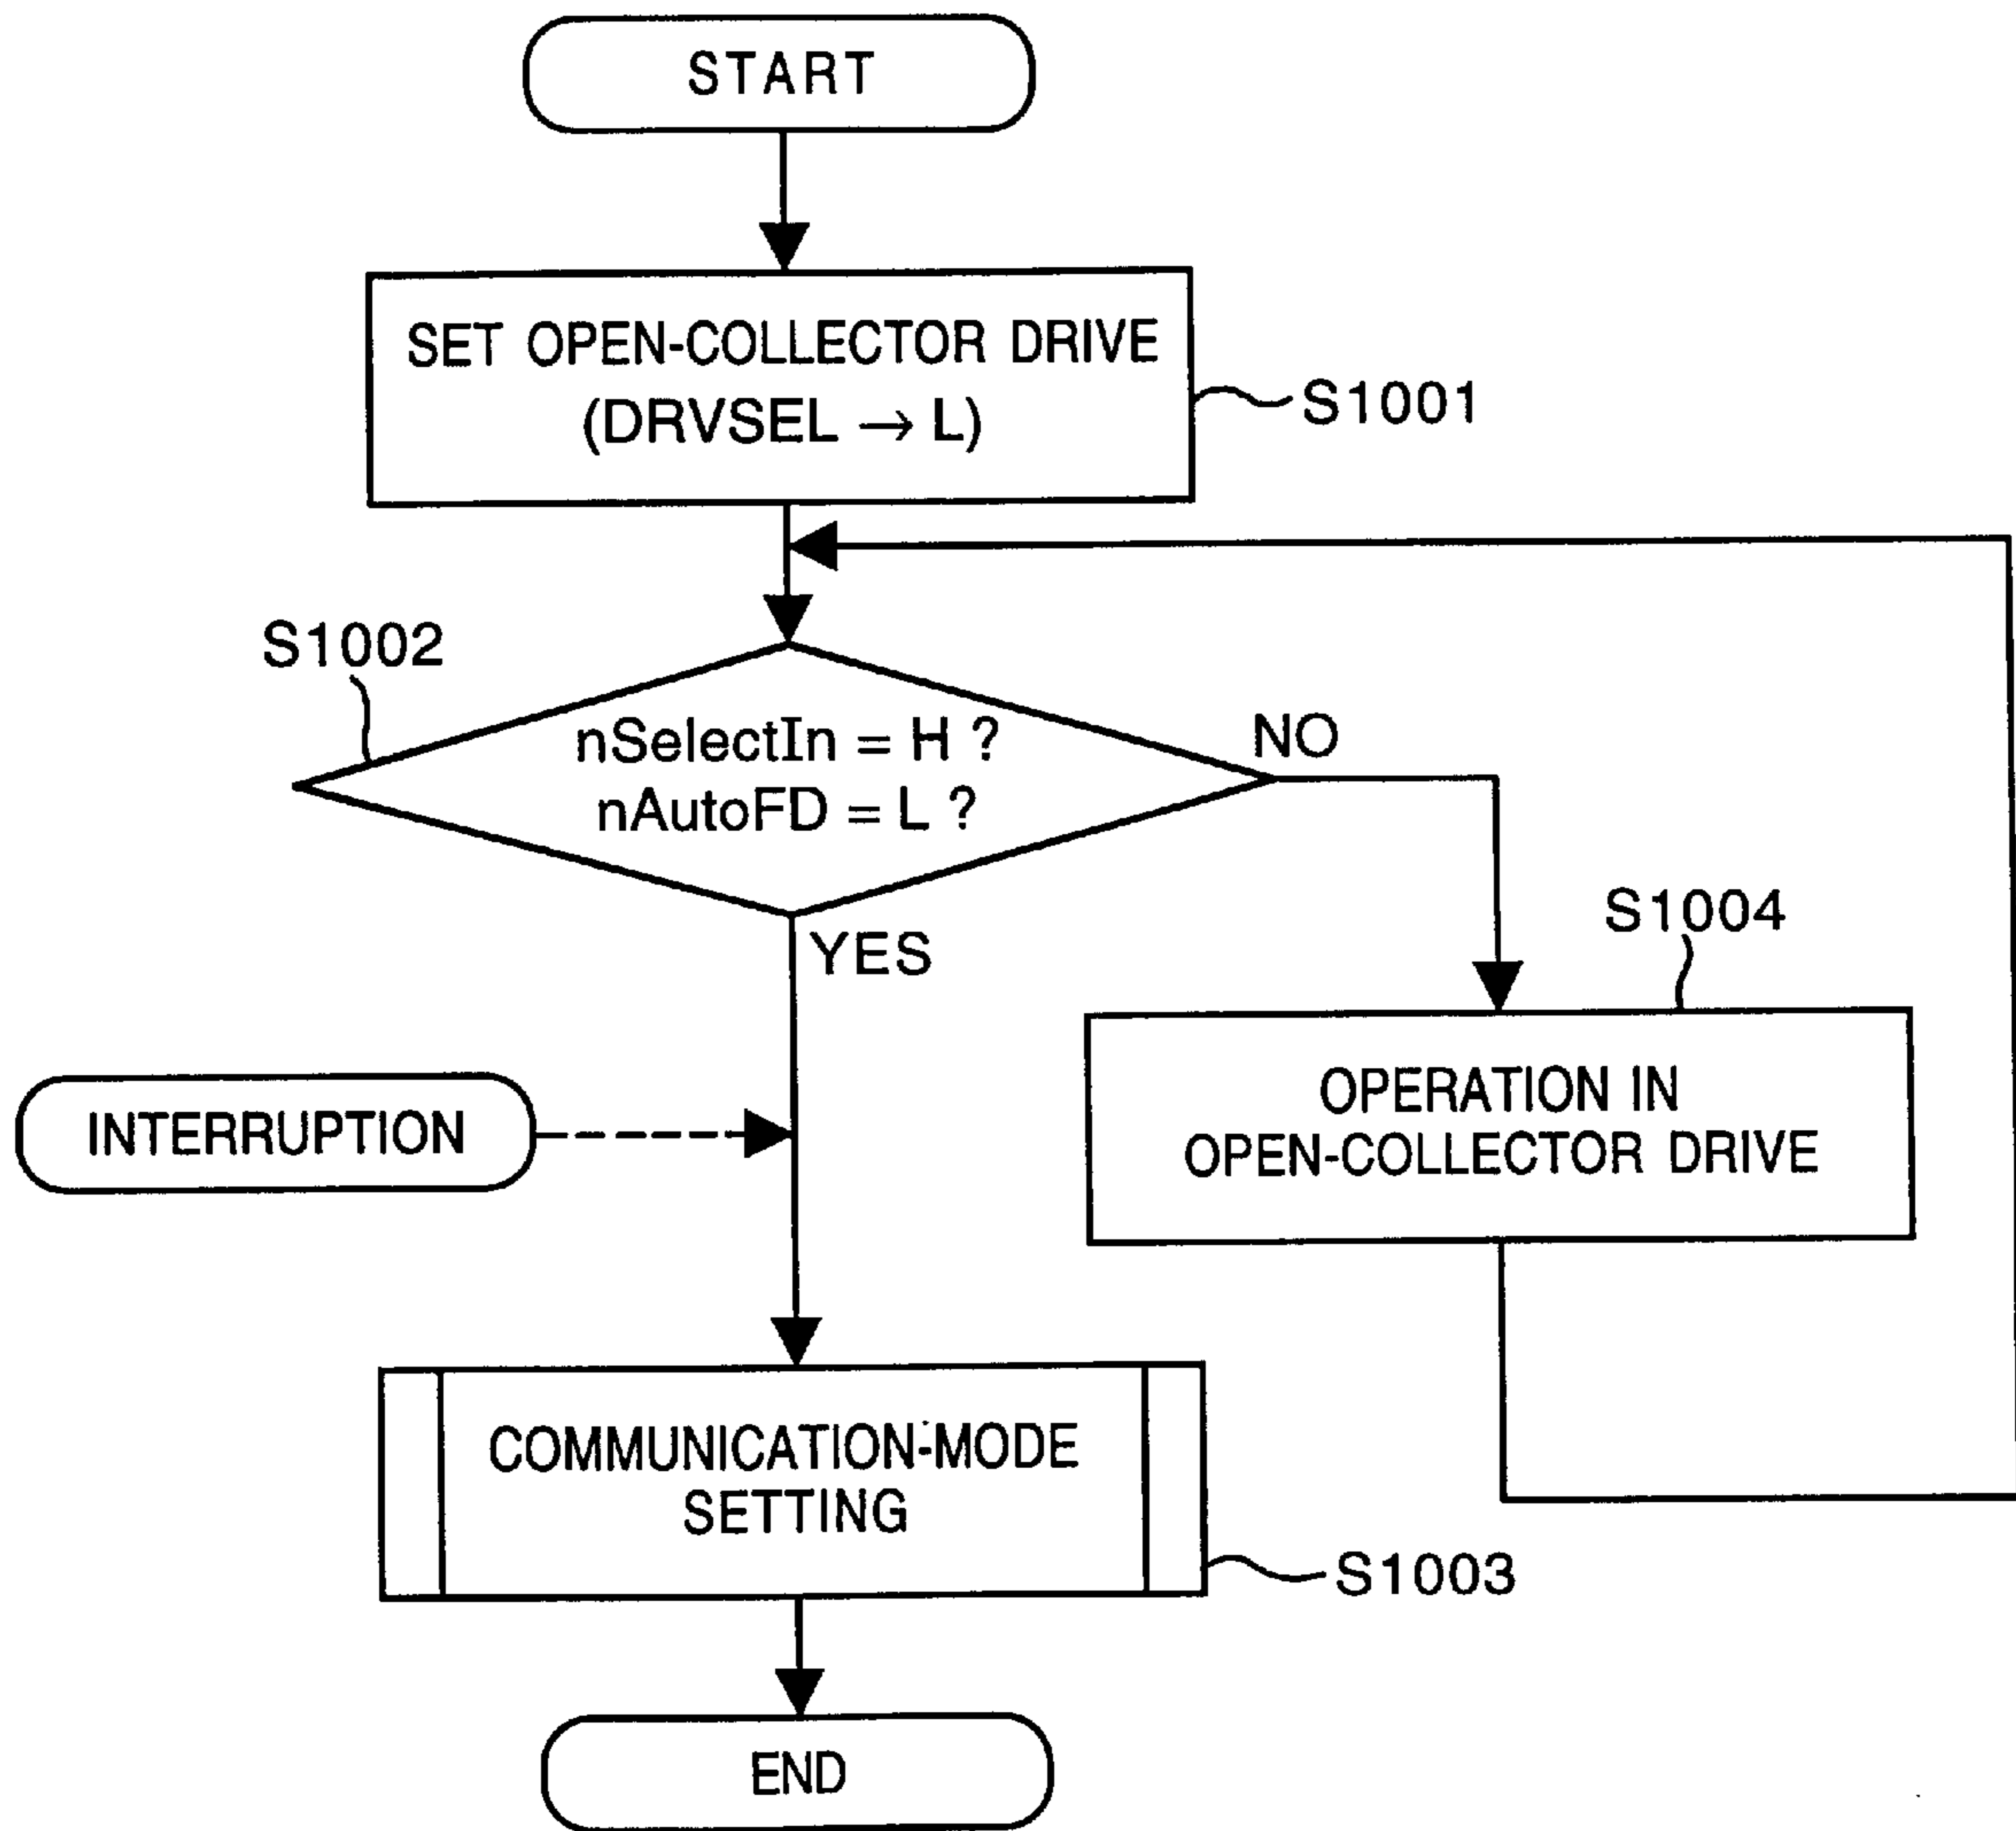 START
SET OPEN-COLLECTOR DRIVE
(DRVSEL → L)
S1001
S1002
nSelectIn = H ?
nAutoFD = L ?
NO
YES
S1004
INTERRUPTION
OPERATION IN
OPEN-COLLECTOR DRIVE
COMMUNICATION-MODE
SETTING
S1003
END